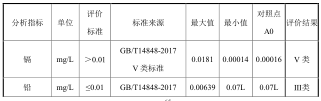 分析指标 单位 评价标准 标准来源 最大值 最小值 对照点A0 评价结果
镉 mg/L >0.01 GB/T14848-2017 V类标准 0.0181 0.00014 0.00016 V类
铅 mg/L ≤0.01 GB/T14848-2017 0.00639 0.07L 0.07L III类